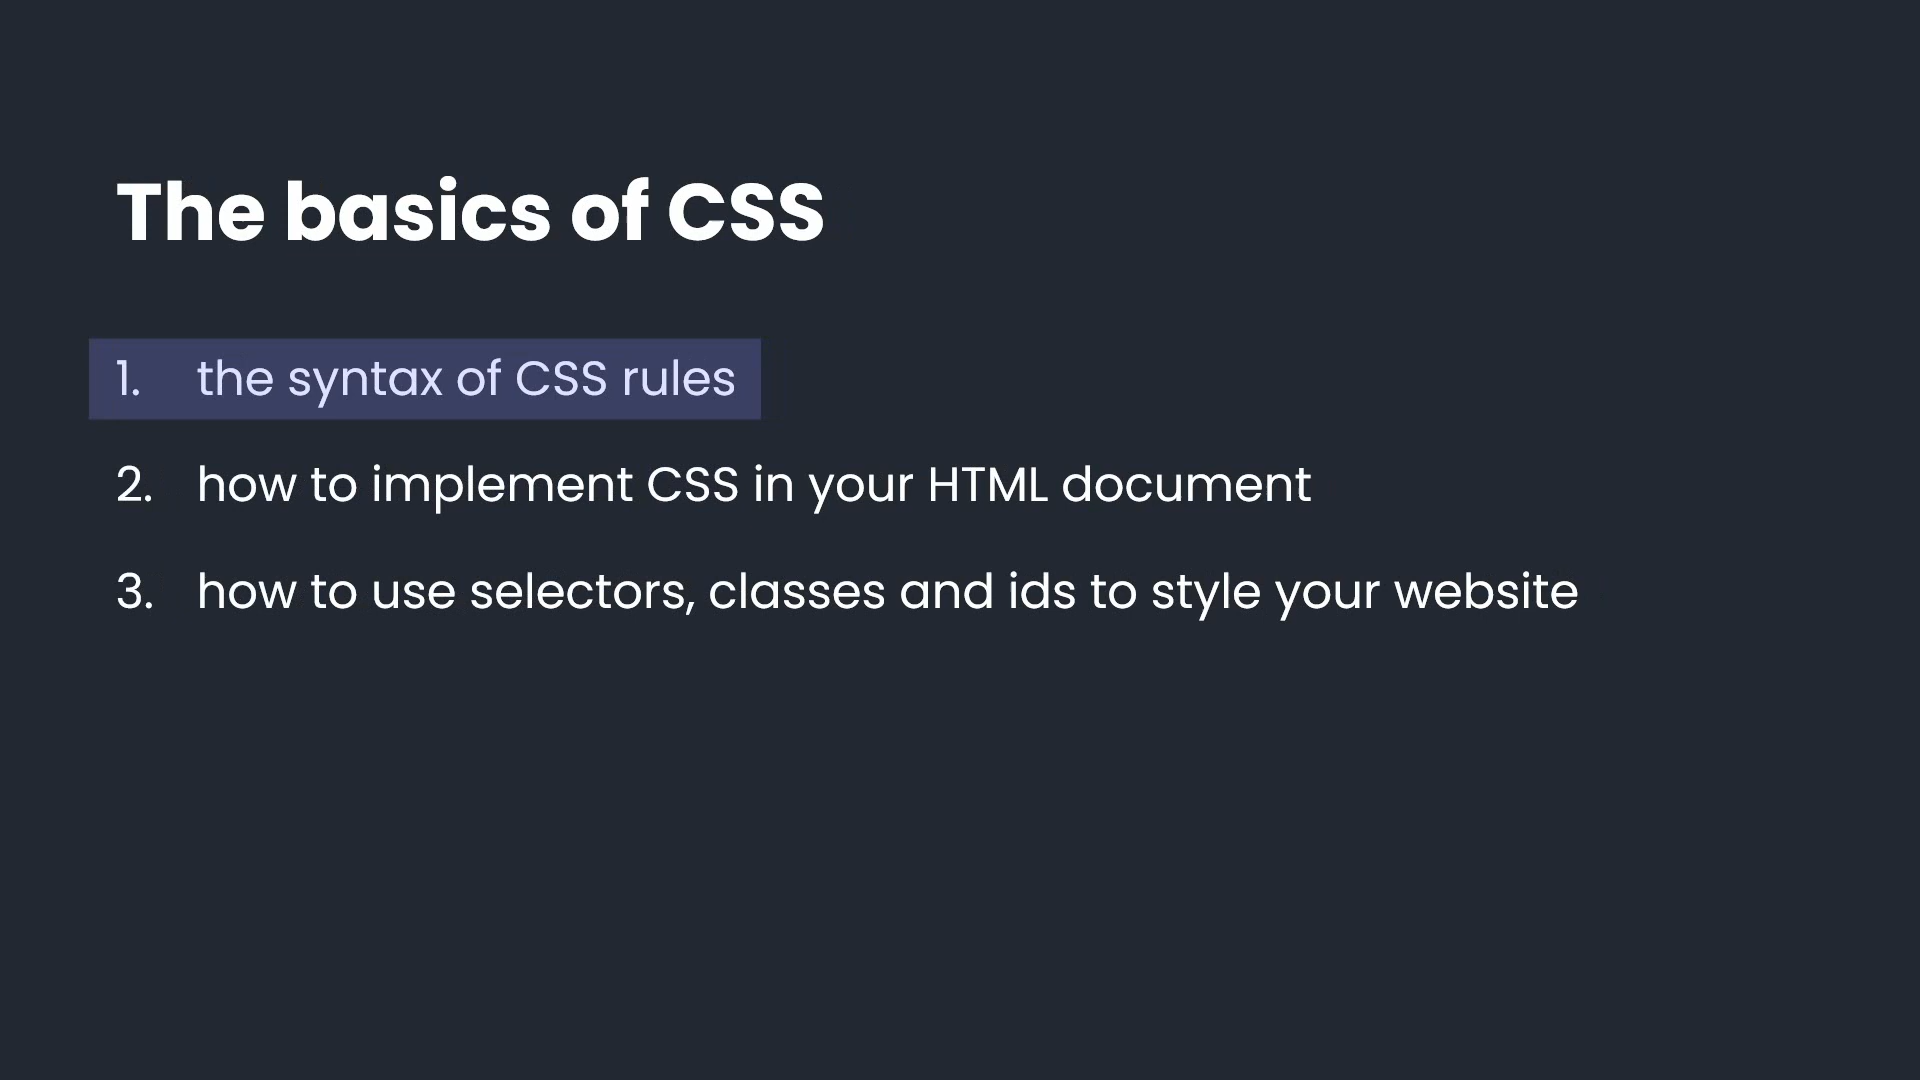 The basics of CSS
1. the syntax of CSS rules
2. how to implement CSS in your HTML document
3. how to use selectors, classes and ids to style your website